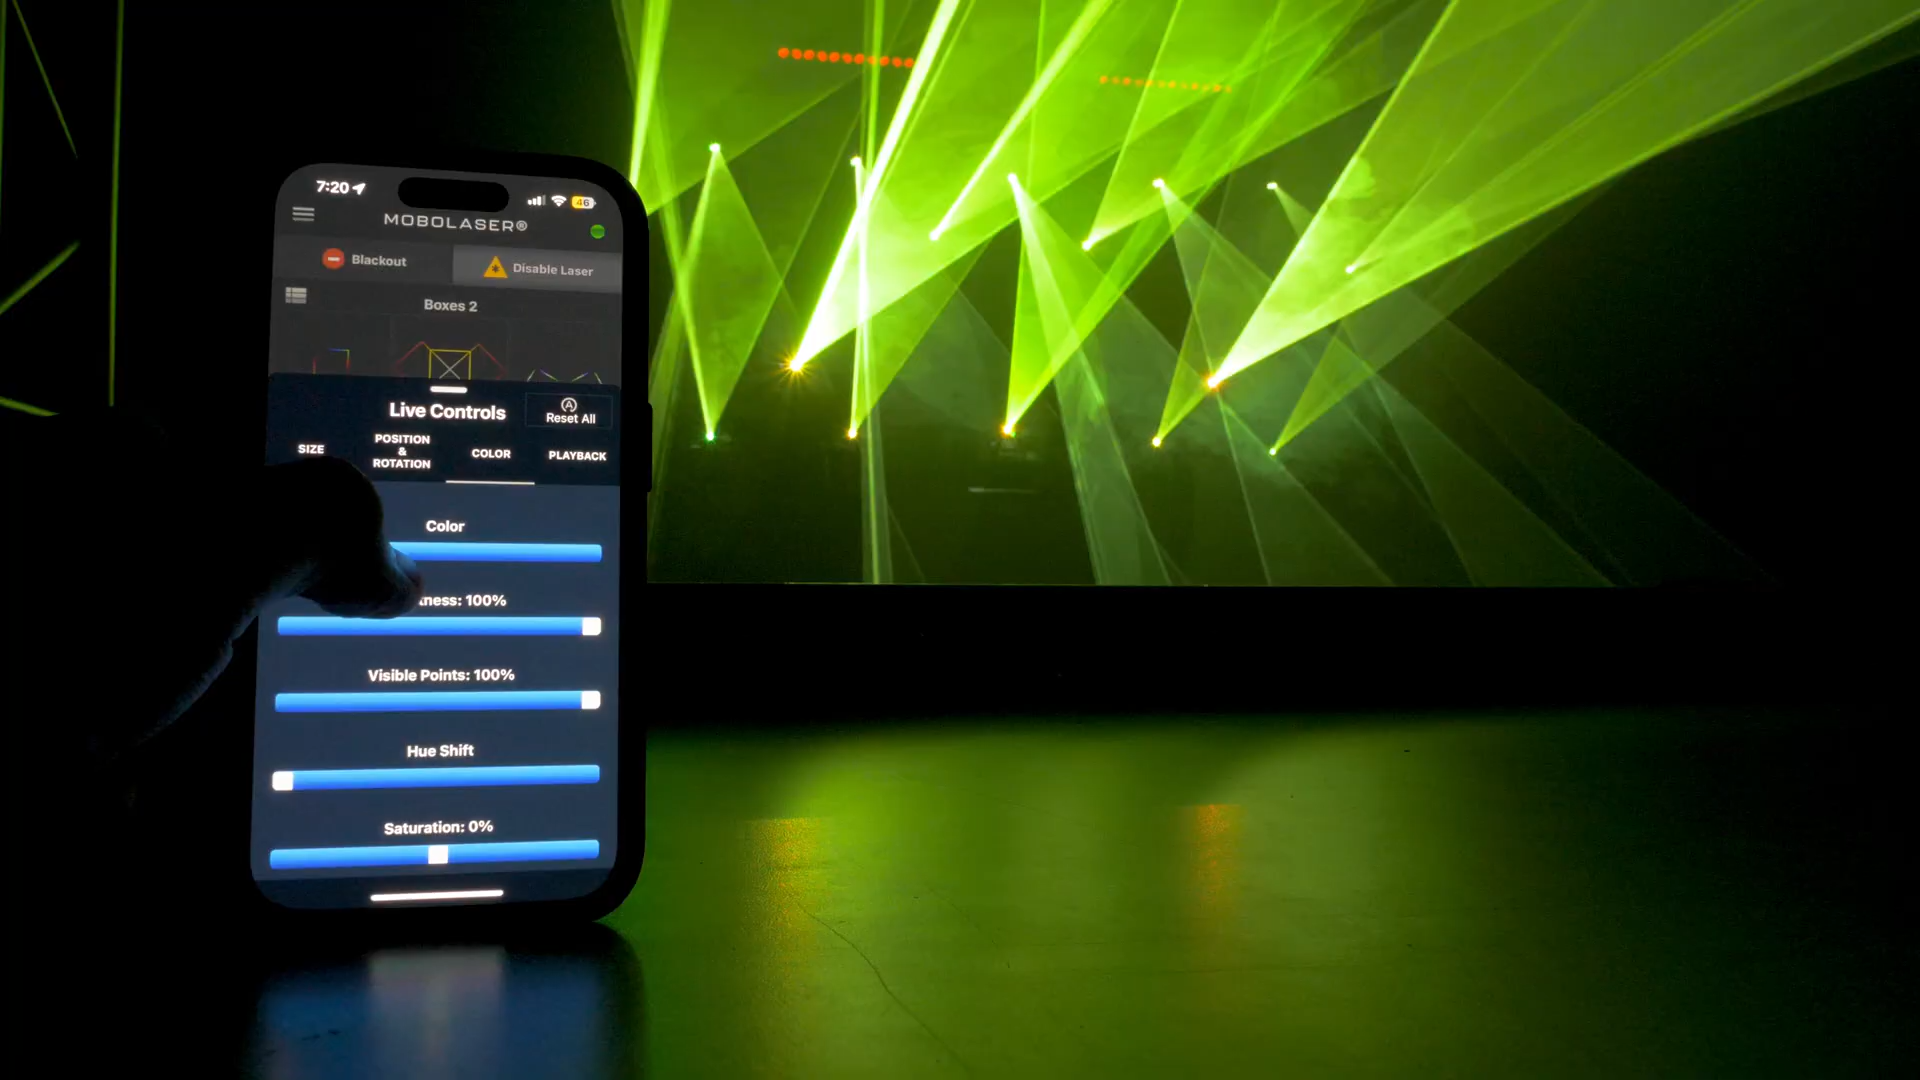 7:20
46
MOBOLASER®
Blackout
Disable Laser
Boxes 2
Live Controls
Reset All
SIZE
POSITION
&
ROTATION
COLOR
PLAYBACK
Color
tness: 100%
Visible Points: 100%
Hue Shift
Saturation: 0%